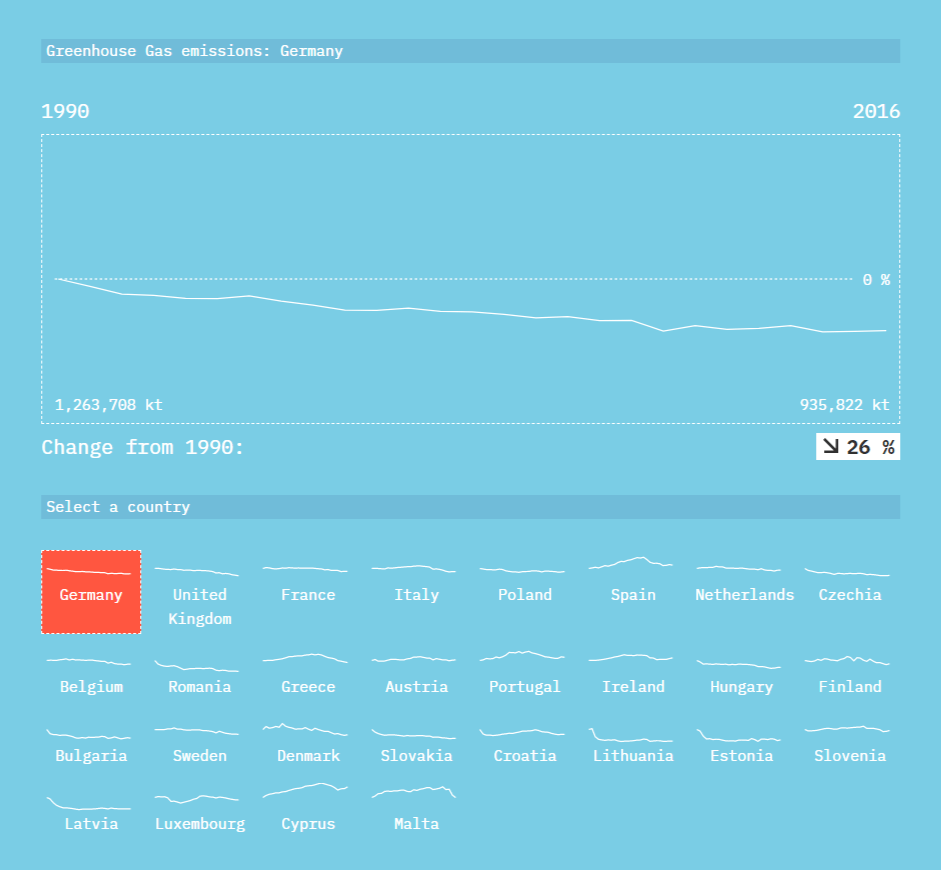 Greenhouse Gas emissions: Germany
1990 2016
0 %
1,263,708 kt 935,822 kt
Change from 1990: 26 %
Select a country
Germany United Kingdom France Italy Poland Spain Netherlands Czechia
Belgium Romania Greece Austria Portugal Ireland Hungary Finland
Bulgaria Sweden Denmark Slovakia Croatia Lithuania Estonia Slovenia
Latvia Luxembourg Cyprus Malta